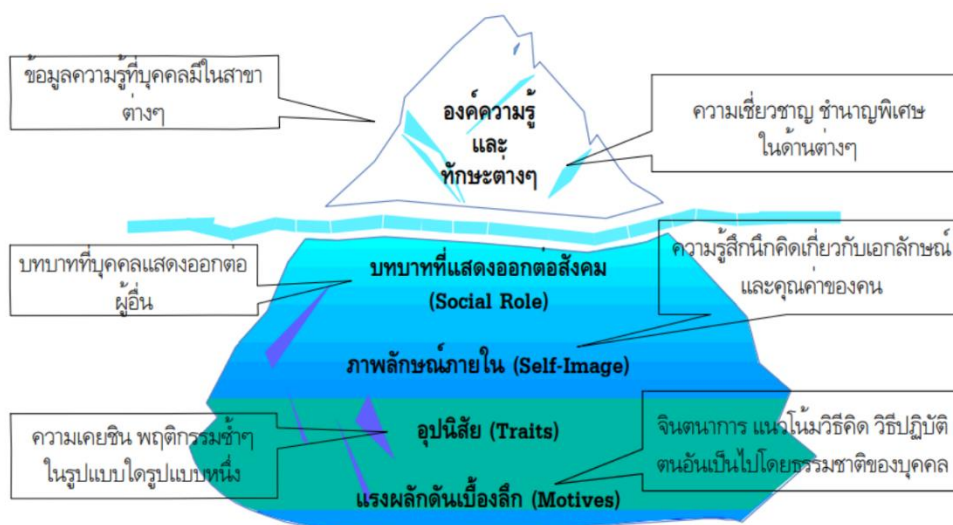 ข้อมูลความรู้ที่บุคคลมีในสาขา
ต่างๆ
องค์ความรู้
และ
ทักษะต่างๆ
ความเชี่ยวชาญ ชำนาญพิเศษ
ในด้านต่างๆ
บทบาทที่บุคคลแสดงออกต่อ
ผู้อื่น
บทบาทที่แสดงออกต่อสังคม
(Social Role)
ความรู้สึกนึกคิดเกี่ยวกับเอกลักษณ์
และคุณค่าของคน
ภาพลักษณ์ภายใน (Self-Image)
ความเคยชิน พฤติกรรมซ้ำๆ
ในรูปแบบใดรูปแบบหนึ่ง
อุปนิสัย (Traits)
จินตนาการ แนวโน้มวิธีคิด วิธีปฏิบัติ
ตนอันเป็นไปโดยธรรมชาติของบุคคล
แรงผลักดันเบื้องลึก (Motives)